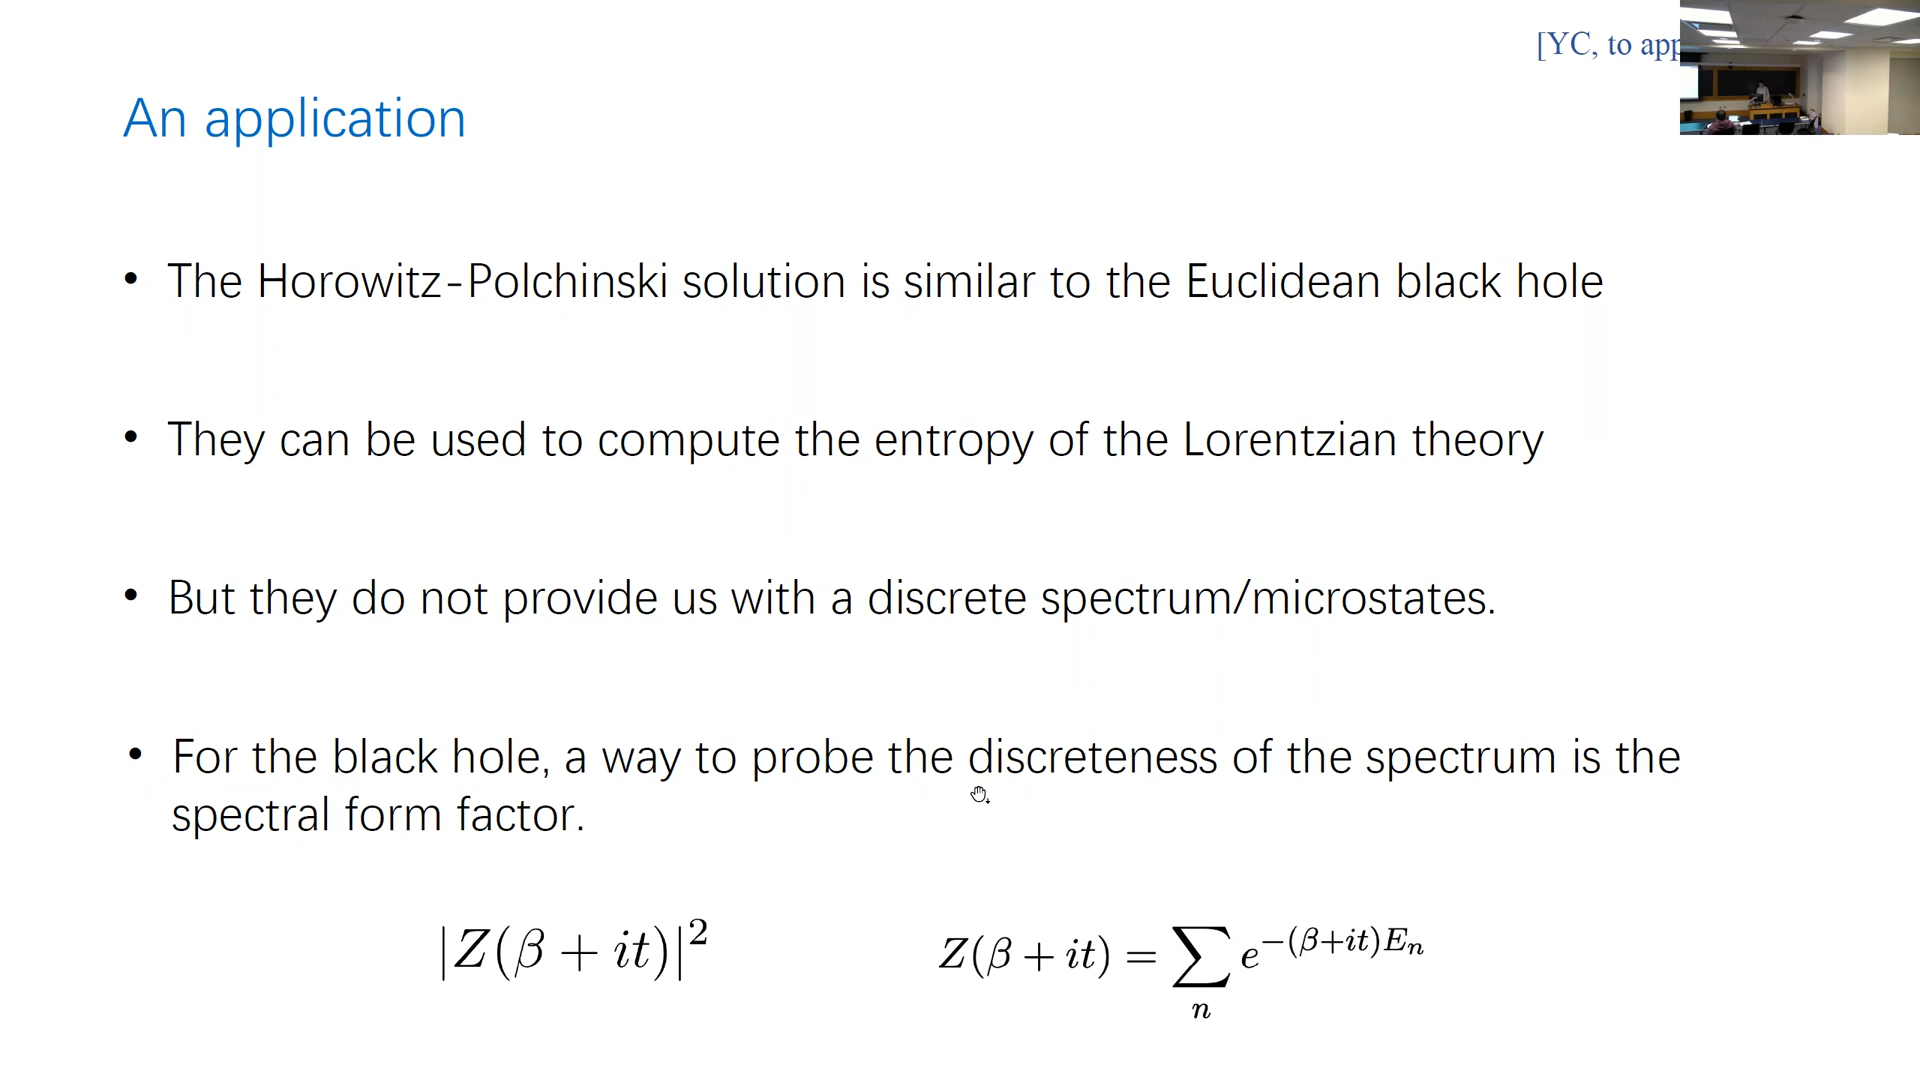 [YC, to app
An application
• The Horowitz-Polchinski solution is similar to the Euclidean black hole
• They can be used to compute the entropy of the Lorentzian theory
• But they do not provide us with a discrete spectrum/microstates.
• For the black hole, a way to probe the discreteness of the spectrum is the
spectral form factor.
|Z(β + it)|² Z(β + it) = ∑ₙ e^{-(β+it)Eₙ}